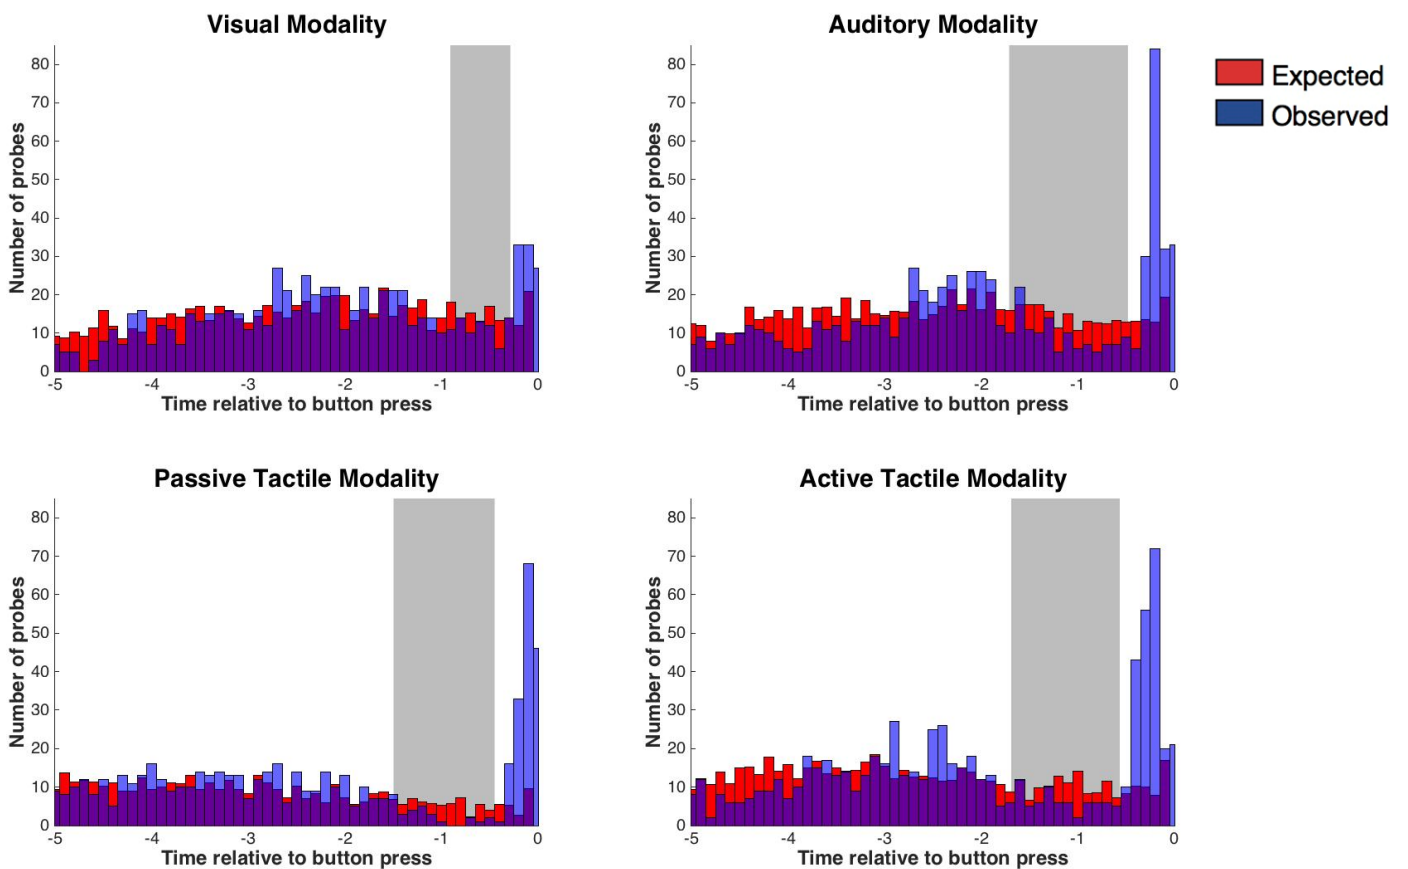 Visual Modality
Number of probes
80
70
60
50
40
30
20
10
0
-5 -4 -3 -2 -1 0
Time relative to button press
Auditory Modality
Number of probes
80
70
60
50
40
30
20
10
0
-5 -4 -3 -2 -1 0
Time relative to button press
Expected
Observed
Passive Tactile Modality
Number of probes
80
70
60
50
40
30
20
10
0
-5 -4 -3 -2 -1 0
Time relative to button press
Active Tactile Modality
Number of probes
80
70
60
50
40
30
20
10
0
-5 -4 -3 -2 -1 0
Time relative to button press